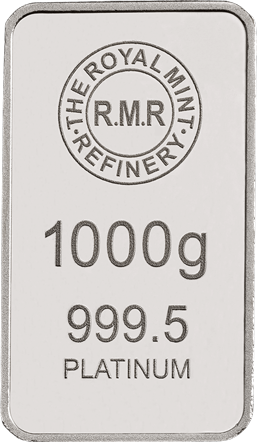 ·THE ROYAL MINT·
REFINERY
R.M.R
1000g
999.5
PLATINUM